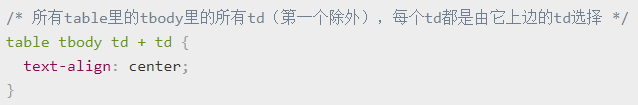 /* 所有table里的tbody里的所有td（第一个除外），每个td都是由它上边的td选择 */
table tbody td + td {
  text-align: center;
}